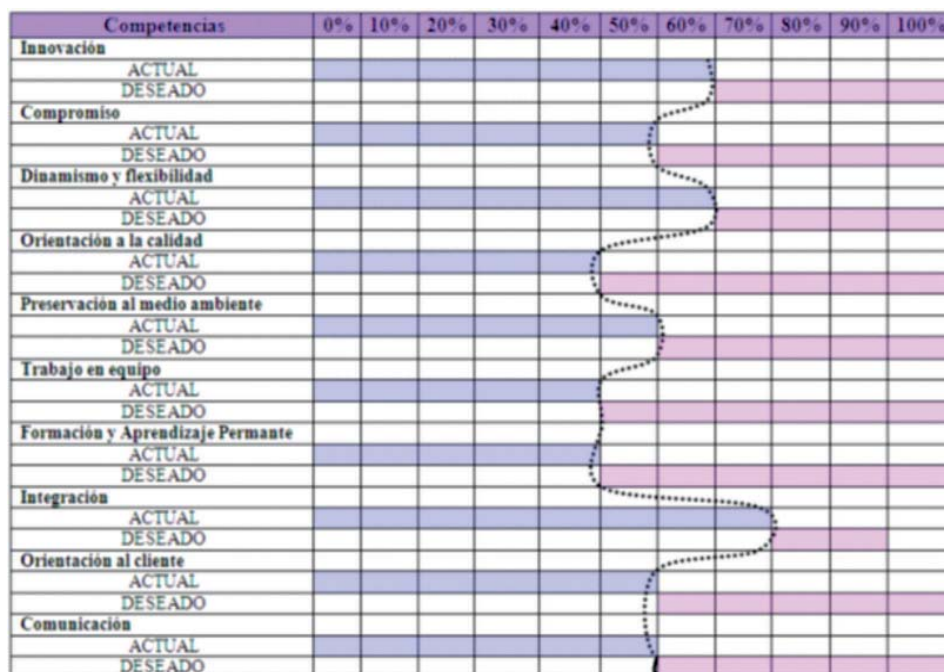 Competencias 0% 10% 20% 30% 40% 50% 60% 70% 80% 90% 100%
Innovación
ACTUAL
DESEADO
Compromiso
ACTUAL
DESEADO
Dinamismo y flexibilidad
ACTUAL
DESEADO
Orientación a la calidad
ACTUAL
DESEADO
Preservación al medio ambiente
ACTUAL
DESEADO
Trabajo en equipo
ACTUAL
DESEADO
Formación y Aprendizaje Permante
ACTUAL
DESEADO
Integración
ACTUAL
DESEADO
Orientación al cliente
ACTUAL
DESEADO
Comunicación
ACTUAL
DESEADO